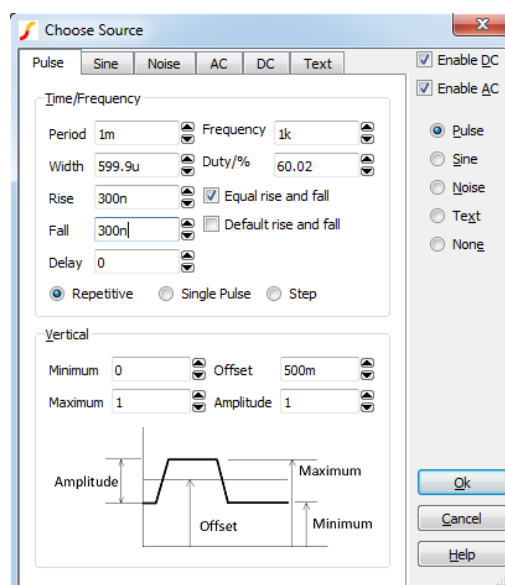 Choose Source
x
Pulse Sine Noise AC DC Text
Enable DC
Enable AC
Pulse
Sine
Noise
Text
None
Time/Frequency
Period 1m Frequency 1k
Width 599.9u Duty/% 60.02
Rise 300n Equal rise and fall
Fall 300n Default rise and fall
Delay 0
Repetitive Single Pulse Step
Vertical
Minimum 0 Offset 500m
Maximum 1 Amplitude 1
Amplitude
Maximum
Offset
Minimum
Ok
Cancel
Help